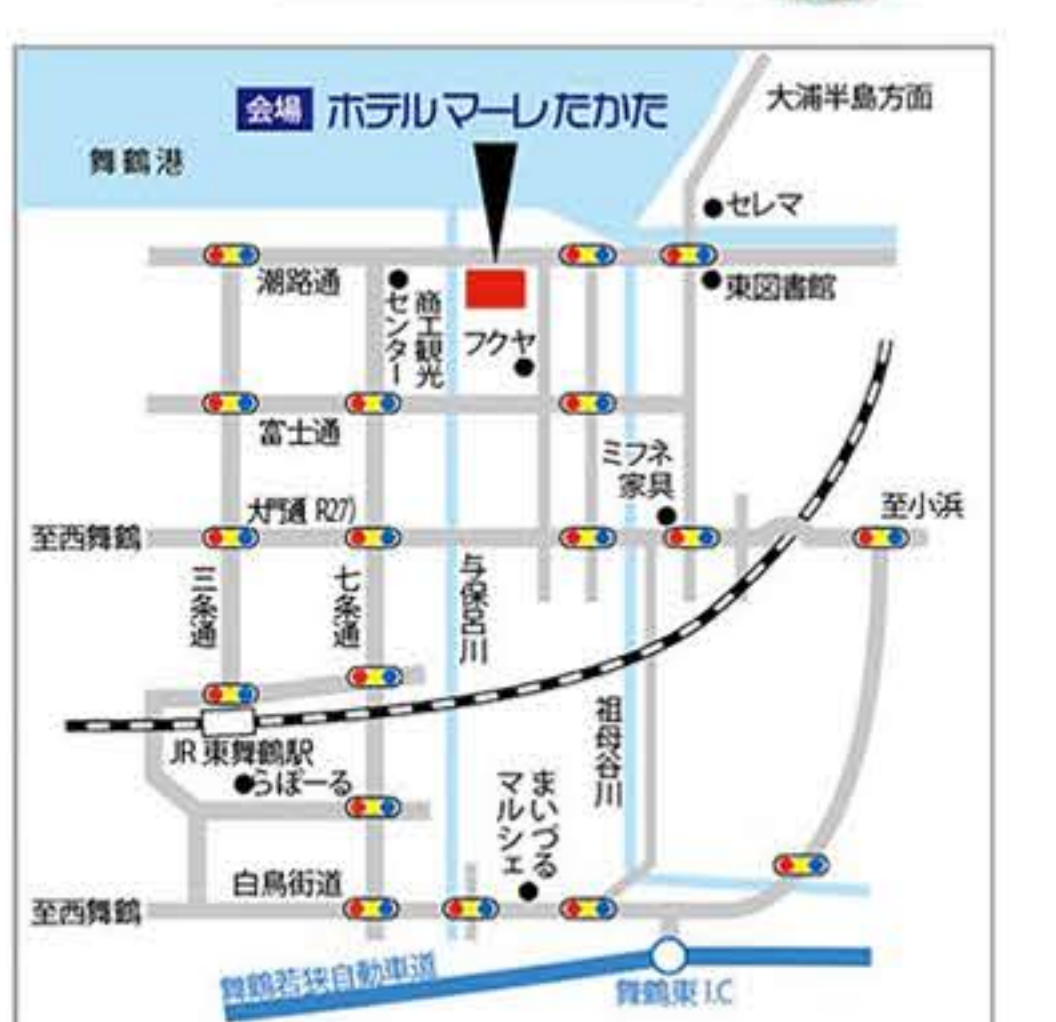 会場 ホテルマーレたかた
大浦半島方面
舞鶴港
セレマ
潮路通
東図書館
商工観光
センター
フクヤ
富士通
ミフネ
家具
大門通 R27)
至小浜
至西舞鶴
三条通
七条通
与保呂川
祖母谷川
JR東舞鶴駅
らぽーる
まいづる
マルシェ
白鳥街道
至西舞鶴
舞鶴若狭自動車道
舞鶴東I.C